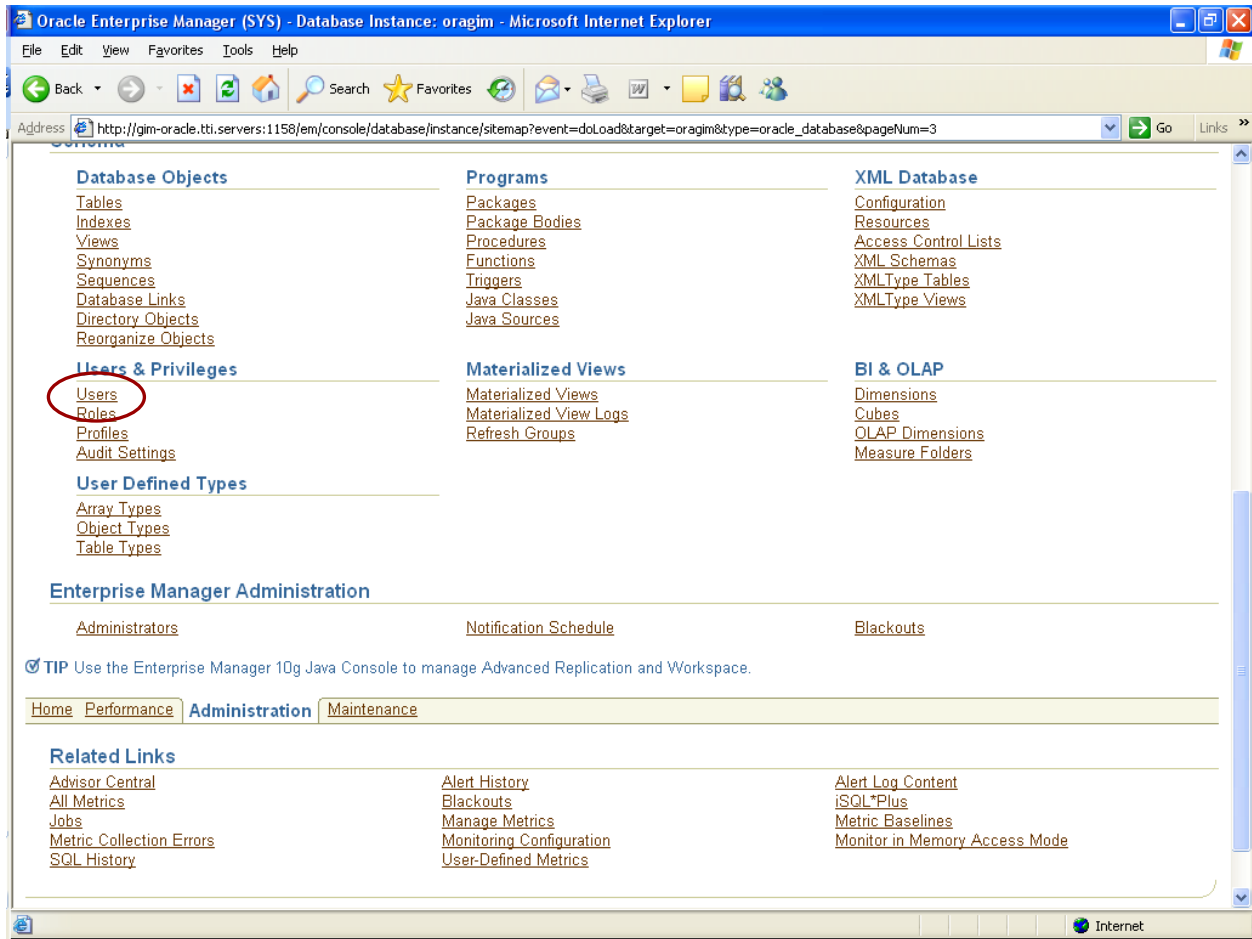 Oracle Enterprise Manager (SYS) - Database Instance: oragim - Microsoft Internet Explorer
File Edit View Favorites Tools Help
Back Search Favorites
Address http://gim-oracle.tti.servers:1158/em/console/database/instance/sitemap?event=doLoad&target=oragim&type=oracle_database&pageNum=3 Go Links »
Schema
Database Objects Programs XML Database
Tables Packages Configuration
Indexes Package Bodies Resources
Views Procedures Access Control Lists
Synonyms Functions XML Schemas
Sequences Triggers XMLType Tables
Database Links Java Classes XMLType Views
Directory Objects Java Sources
Reorganize Objects
Users & Privileges Materialized Views BI & OLAP
Users Materialized Views Dimensions
Roles Materialized View Logs Cubes
Profiles Refresh Groups OLAP Dimensions
Audit Settings Measure Folders
User Defined Types
Array Types
Object Types
Table Types
Enterprise Manager Administration
Administrators Notification Schedule Blackouts
TIP Use the Enterprise Manager 10g Java Console to manage Advanced Replication and Workspace.
Home Performance Administration Maintenance
Related Links
Advisor Central Alert History Alert Log Content
All Metrics Blackouts iSQL*Plus
Jobs Manage Metrics Metric Baselines
Metric Collection Errors Monitoring Configuration Monitor in Memory Access Mode
SQL History User-Defined Metrics
Internet